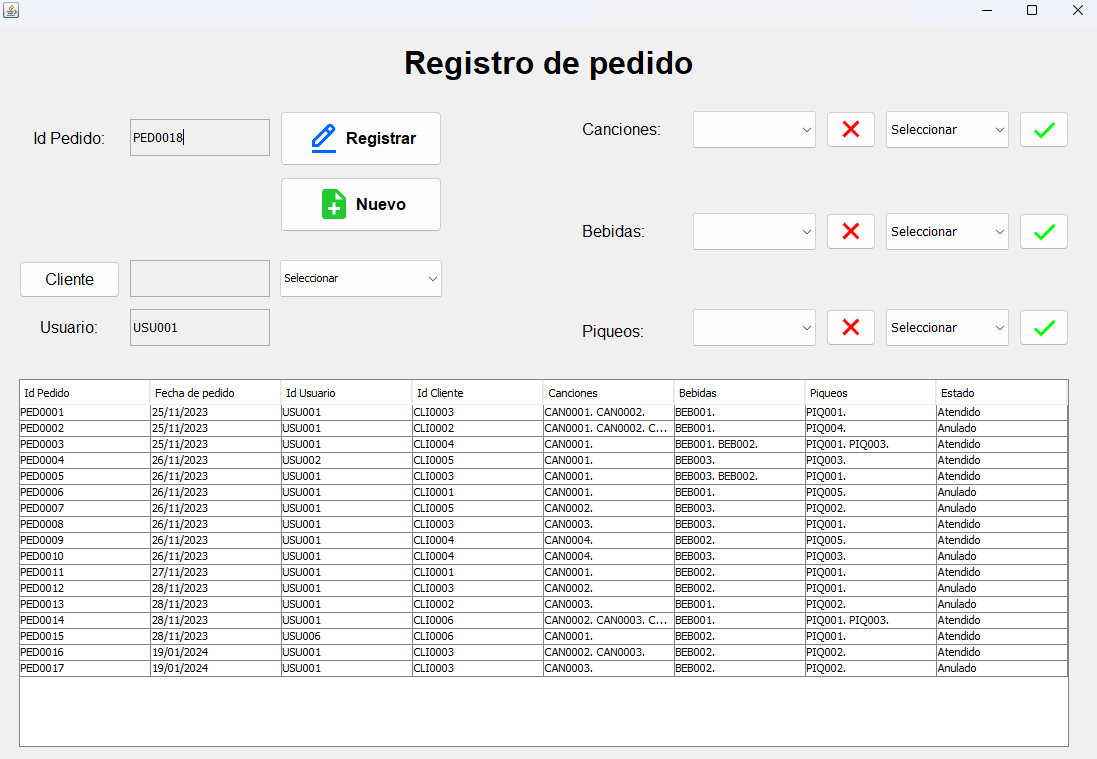 Registro de pedido
Id Pedido: PED0018 Registrar
Nuevo
Cliente Seleccionar
Usuario: USU001
Canciones: Seleccionar
Bebidas: Seleccionar
Piqueos: Seleccionar
Id Pedido Fecha de pedido Id Usuario Id Cliente Canciones Bebidas Piqueos Estado
PED0001 25/11/2023 USU001 CLI0003 CAN0001. CAN0002. BEB001. PIQ001. Atendido
PED0002 25/11/2023 USU001 CLI0002 CAN0001. CAN0002. C... BEB001. PIQ004. Anulado
PED0003 25/11/2023 USU001 CLI0004 CAN0001. BEB001. BEB002. PIQ001. PIQ003. Atendido
PED0004 26/11/2023 USU002 CLI0005 CAN0001. BEB003. PIQ003. Atendido
PED0005 26/11/2023 USU001 CLI0003 CAN0001. BEB003. BEB002. PIQ001. Atendido
PED0006 26/11/2023 USU001 CLI0001 CAN0001. BEB001. PIQ005. Anulado
PED0007 26/11/2023 USU001 CLI0005 CAN0002. BEB003. PIQ002. Anulado
PED0008 26/11/2023 USU001 CLI0003 CAN0003. BEB003. PIQ001. Atendido
PED0009 26/11/2023 USU001 CLI0004 CAN0004. BEB002. PIQ005. Atendido
PED0010 26/11/2023 USU001 CLI0004 CAN0004. BEB003. PIQ003. Anulado
PED0011 27/11/2023 USU001 CLI0001 CAN0001. BEB002. PIQ001. Atendido
PED0012 28/11/2023 USU001 CLI0003 CAN0002. BEB002. PIQ001. Anulado
PED0013 28/11/2023 USU001 CLI0002 CAN0003. BEB001. PIQ002. Anulado
PED0014 28/11/2023 USU001 CLI0006 CAN0002. CAN0003. C... BEB001. PIQ001. PIQ003. Atendido
PED0015 28/11/2023 USU006 CLI0006 CAN0001. BEB002. PIQ001. Atendido
PED0016 19/01/2024 USU001 CLI0003 CAN0002. CAN0003. BEB002. PIQ002. Atendido
PED0017 19/01/2024 USU001 CLI0003 CAN0003. BEB002. PIQ002. Anulado